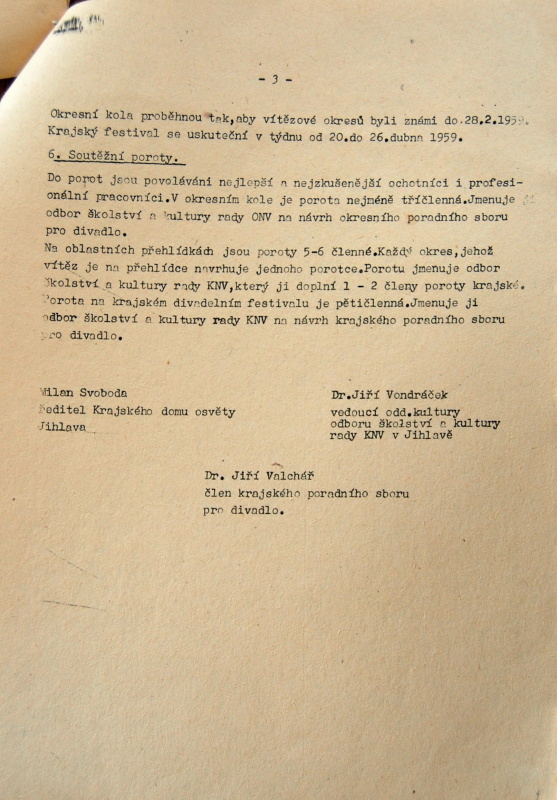 - 3 -
Okresní kola proběhnou tak,aby vítězové okresů byli známi do 28.2.1959.
Krajský festival se uskuteční v týdnu od 20.do 26.dubna 1959.
6. Soutěžní poroty.
Do porot jsou povoláváni nejlepší a nejzkušenější ochotníci i profesi-
onální pracovníci.V okresním kole je porota nejméně tříčlenná.Jmenuje ji
odbor školství a kultury rady ONV na návrh okresního poradního sboru
pro divadlo.
Na oblastních přehlídkách jsou poroty 5-6 členné.Každý okres,jehož
vítěz je na přehlídce navrhuje jednoho porotce.Porotu jmenuje odbor
školství a kultury rady KNV,který ji doplní 1 - 2 členy poroty krajské.
Porota na krajském divadelním festivalu je pětičlenná.Jmenuje ji
odbor školství a kultury rady KNV na návrh krajského poradního sboru
pro divadlo.
Milan Svoboda
ředitel Krajského domu osvěty
Jihlava
Dr.Jiří Vondráček
vedoucí odd.kultury
odboru školství a kultury
rady KNV v Jihlavě
Dr. Jiří Valchář
člen krajského poradního sboru
pro divadlo.